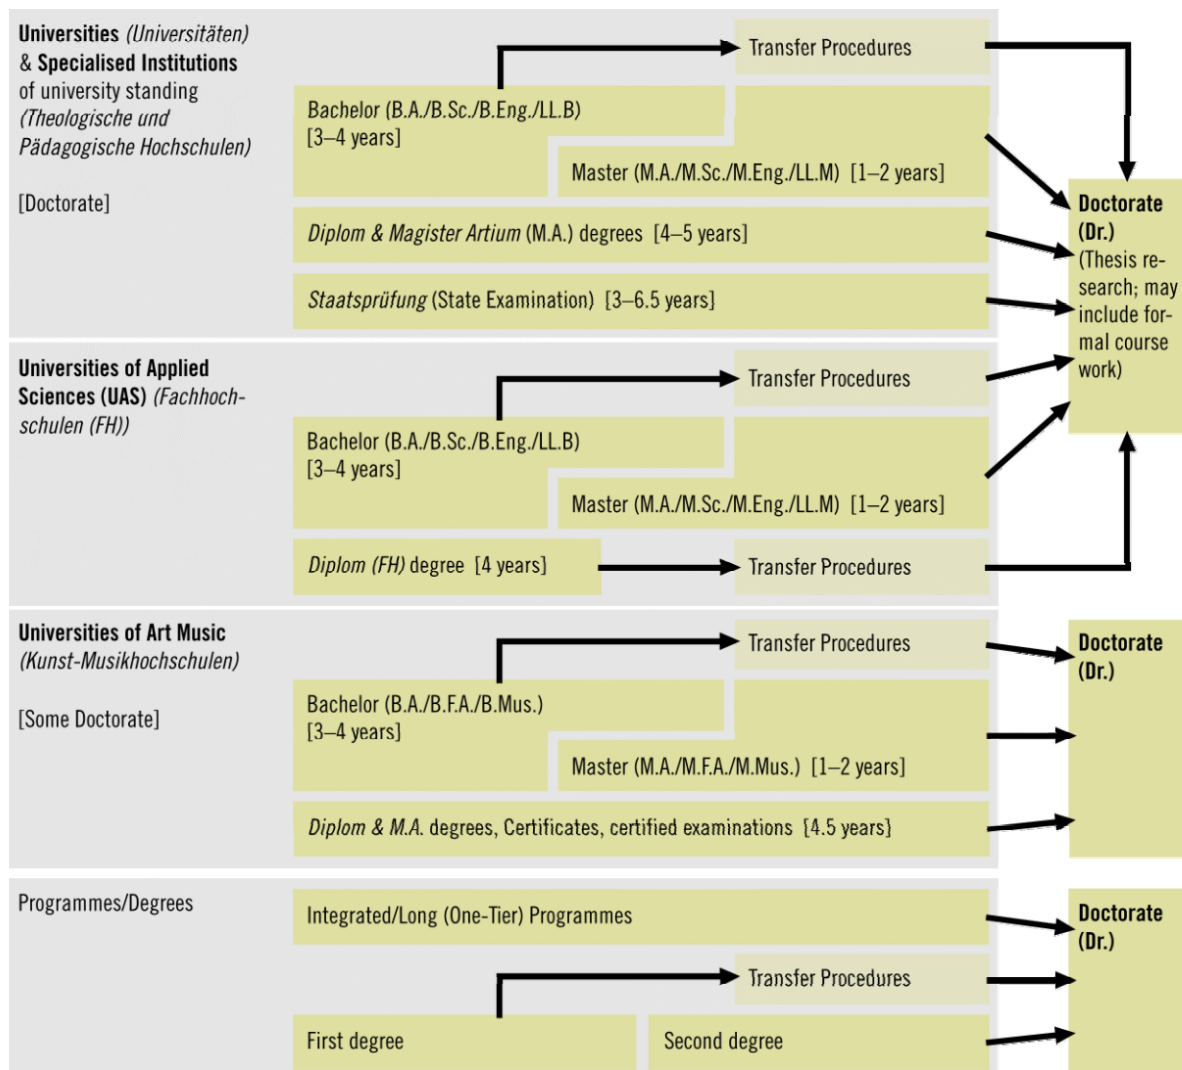 Universities (Universitäten)
& Specialised Institutions
of university standing
(Theologische und
Pädagogische Hochschulen)
[Doctorate]
Transfer Procedures
Bachelor (B.A./B.Sc./B.Eng./LL.B)
[3–4 years]
Master (M.A./M.Sc./M.Eng./LL.M) [1–2 years]
Diplom & Magister Artium (M.A.) degrees [4–5 years]
Staatsprüfung (State Examination) [3–6.5 years]
Doctorate
(Dr.)
(Thesis re-
search; may
include for-
mal course
work)
Universities of Applied
Sciences (UAS) (Fachhoch-
schulen (FH))
Transfer Procedures
Bachelor (B.A./B.Sc./B.Eng./LL.B)
[3–4 years]
Master (M.A./M.Sc./M.Eng./LL.M) [1–2 years]
Diplom (FH) degree [4 years]
Transfer Procedures
Universities of Art Music
(Kunst-Musikhochschulen)
[Some Doctorate]
Transfer Procedures
Bachelor (B.A./B.F.A./B.Mus.)
[3–4 years]
Master (M.A./M.F.A./M.Mus.) [1–2 years]
Diplom & M.A. degrees, Certificates, certified examinations [4.5 years]
Doctorate
(Dr.)
Programmes/Degrees
Integrated/Long (One-Tier) Programmes
Transfer Procedures
First degree
Second degree
Doctorate
(Dr.)